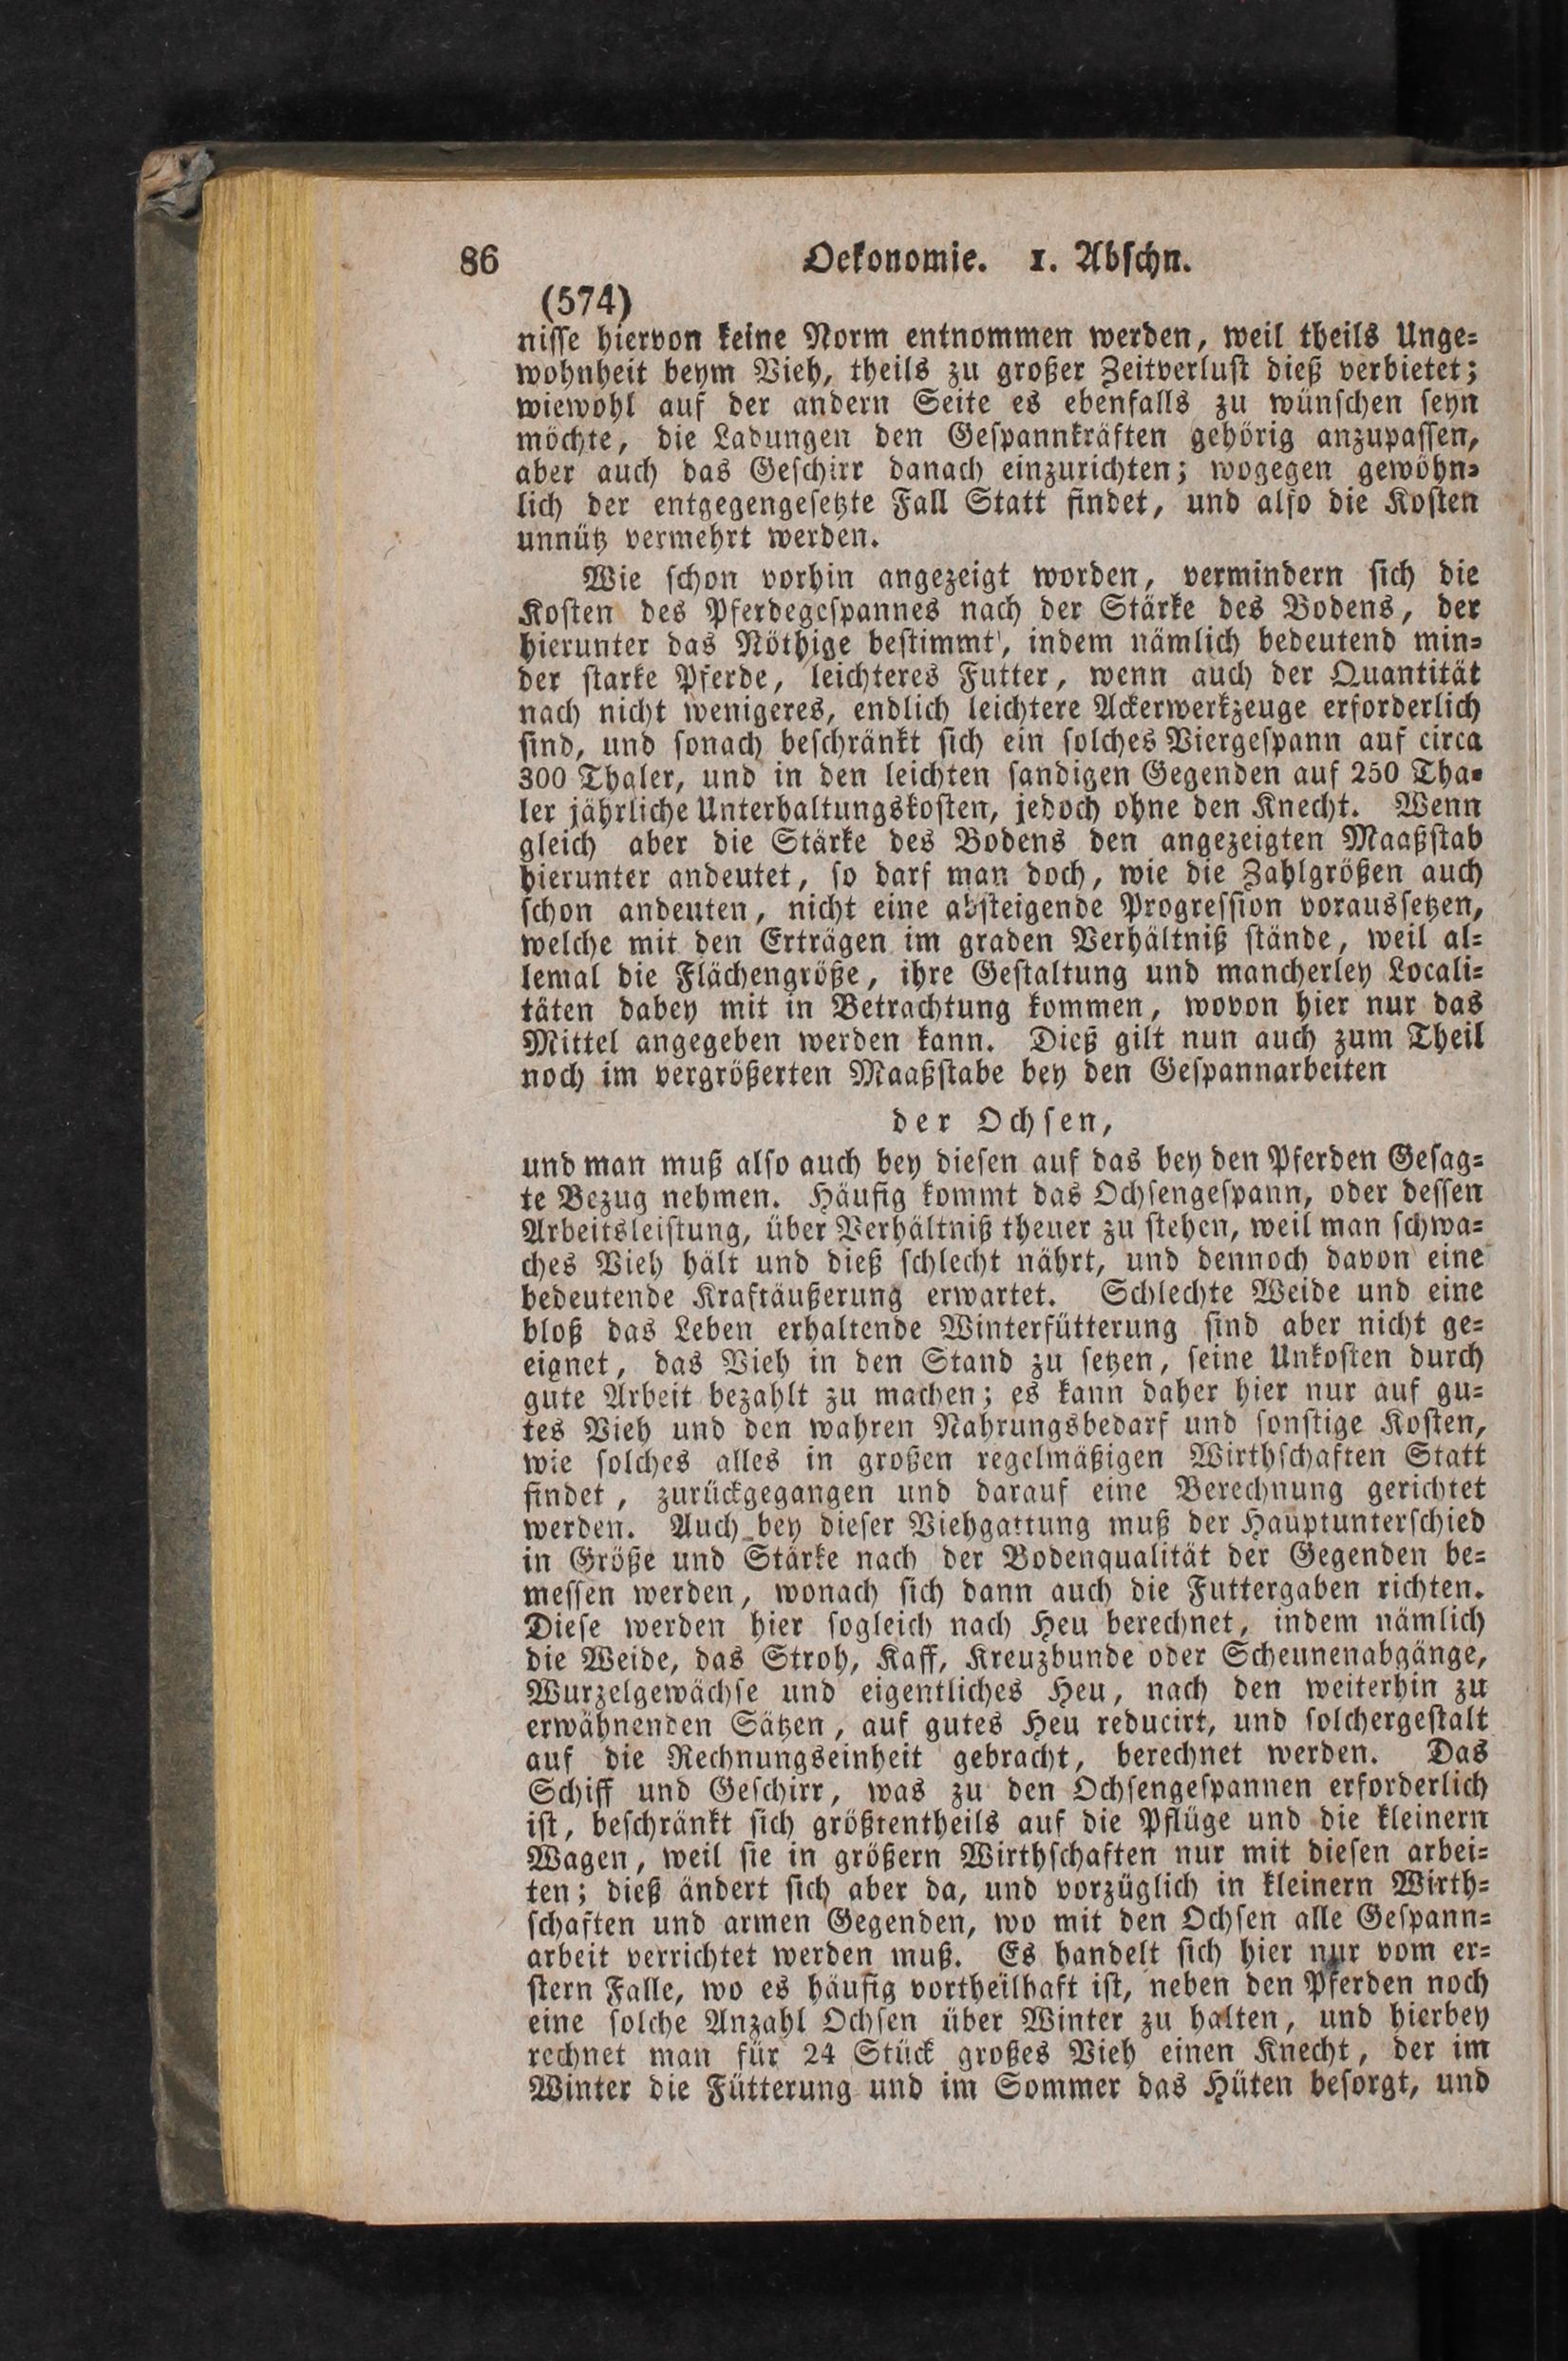 86 Oekonomie. 1. Abschn.
(574)
nisse hiervon keine Norm entnommen werden, weil theils Unge-
wohnheit beym Vieh, theils zu großer Zeitverlust dieß verbietet;
wiewohl auf der andern Seite es ebenfalls zu wünschen seyn
möchte, die Ladungen den Gespannkräften gehörig anzupassen,
aber auch das Geschirr danach einzurichten; wogegen gewöhn-
lich der entgegengesetzte Fall Statt findet, und also die Kosten
unnütz vermehrt werden.
Wie schon vorhin angezeigt worden, vermindern sich die
Kosten des Pferdegespannes nach der Stärke des Bodens, der
hierunter das Nöthige bestimmt, indem nämlich bedeutend min-
der starke Pferde, leichteres Futter, wenn auch der Quantität
nach nicht wenigeres, endlich leichtere Ackerwerkzeuge erforderlich
sind, und sonach beschränkt sich ein solches Viergespann auf circa
300 Thaler, und in den leichten sandigen Gegenden auf 250 Tha-
ler jährliche Unterhaltungskosten, jedoch ohne den Knecht. Wenn
gleich aber die Stärke des Bodens den angezeigten Maaßstab
hierunter andeutet, so darf man doch, wie die Zahlgrößen auch
schon andeuten, nicht eine absteigende Progression voraussetzen,
welche mit den Erträgen im graden Verhältniß stände, weil al-
lemal die Flächengröße, ihre Gestaltung und mancherley Locali-
täten dabey mit in Betrachtung kommen, wovon hier nur das
Mittel angegeben werden kann. Dieß gilt nun auch zum Theil
noch im vergrößerten Maaßstabe bey den Gespannarbeiten
der Ochsen,
und man muß also auch bey diesen auf das bey den Pferden Gesag-
te Bezug nehmen. Häufig kommt das Ochsengespann, oder dessen
Arbeitsleistung, über Verhältniß theuer zu stehen, weil man schwa-
ches Vieh hält und dieß schlecht nährt, und dennoch davon eine
bedeutende Kraftäußerung erwartet. Schlechte Weide und eine
bloß das Leben erhaltende Winterfütterung sind aber nicht ge-
eignet, das Vieh in den Stand zu setzen, seine Unkosten durch
gute Arbeit bezahlt zu machen; es kann daher hier nur auf gu-
tes Vieh und den wahren Nahrungsbedarf und sonstige Kosten,
wie solches alles in großen regelmäßigen Wirthschaften Statt
findet, zurückgegangen und darauf eine Berechnung gerichtet
werden. Auch bey dieser Viehgattung muß der Hauptunterschied
in Größe und Stärke nach der Bodenqualität der Gegenden be-
messen werden, wonach sich dann auch die Futtergaben richten.
Diese werden hier sogleich nach Heu berechnet, indem nämlich
die Weide, das Stroh, Kaff, Kreuzbunde oder Scheunenabgänge,
Wurzelgewächse und eigentliches Heu, nach den weiterhin zu
erwähnenden Sätzen, auf gutes Heu reducirt, und solchergestalt
auf die Rechnungseinheit gebracht, berechnet werden. Das
Schiff und Geschirr, was zu den Ochsengespannen erforderlich
ist, beschränkt sich größtentheils auf die Pflüge und die kleinern
Wagen, weil sie in größern Wirthschaften nur mit diesen arbei-
ten; dieß ändert sich aber da, und vorzüglich in kleinern Wirth-
schaften und armen Gegenden, wo mit den Ochsen alle Gespann-
arbeit verrichtet werden muß. Es handelt sich hier nur vom er-
stern Falle, wo es häufig vortheilhaft ist, neben den Pferden noch
eine solche Anzahl Ochsen über Winter zu halten, und hierbey
rechnet man für 24 Stück großes Vieh einen Knecht, der im
Winter die Fütterung und im Sommer das Hüten besorgt, und